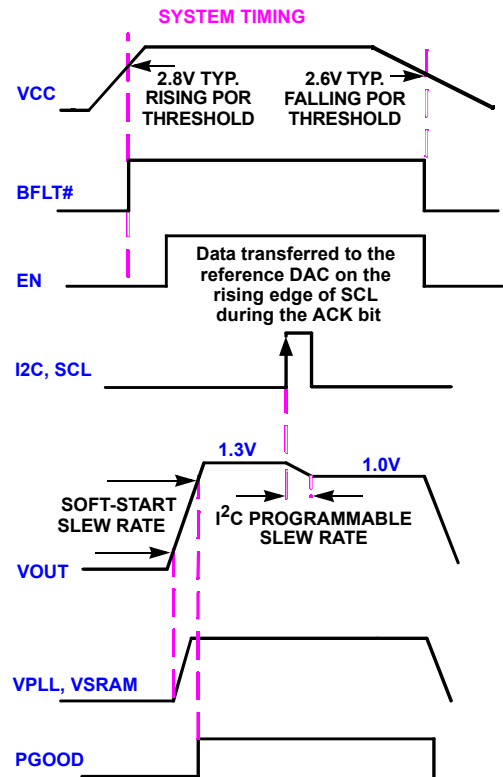 SYSTEM TIMING
VCC
2.8V TYP.
RISING POR
THRESHOLD
2.6V TYP.
FALLING POR
THRESHOLD
BFLT#
EN
Data transferred to the
reference DAC on the
rising edge of SCL
during the ACK bit
I2C, SCL
1.3V
1.0V
SOFT-START
SLEW RATE
I²C PROGRAMMABLE
SLEW RATE
VOUT
VPLL, VSRAM
PGOOD